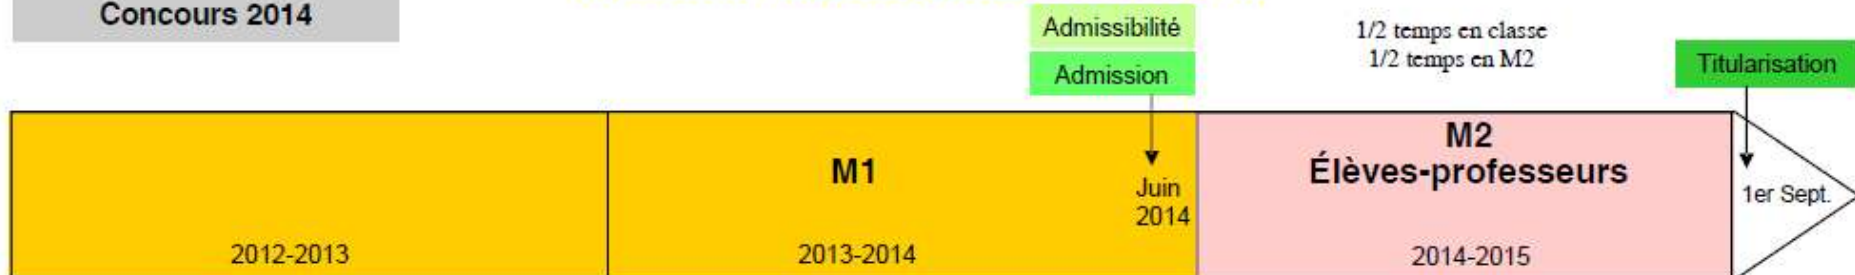 Concours 2014
Admissibilité
Admission
1/2 temps en classe
1/2 temps en M2
Titularisation
M1
Juin
2014
M2
Élèves-professeurs
1er Sept.
2012-2013
2013-2014
2014-2015